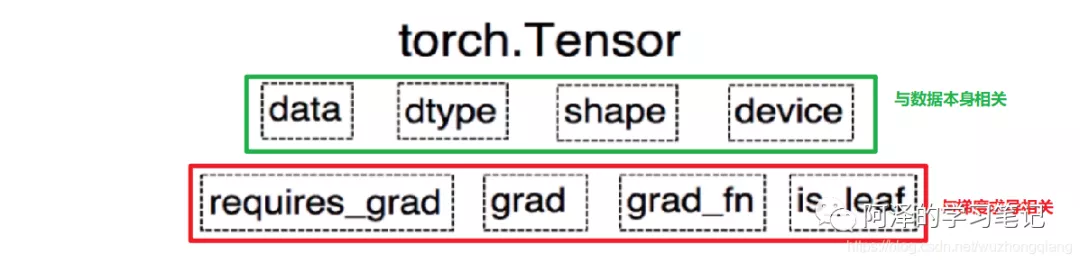 torch.Tensor
data dtype shape device 与数据本身相关
requires_grad grad grad_fn is_leaf 与梯度求导相关
阿泽的学习笔记
https://blog.csdn.net/wuzhongqiang